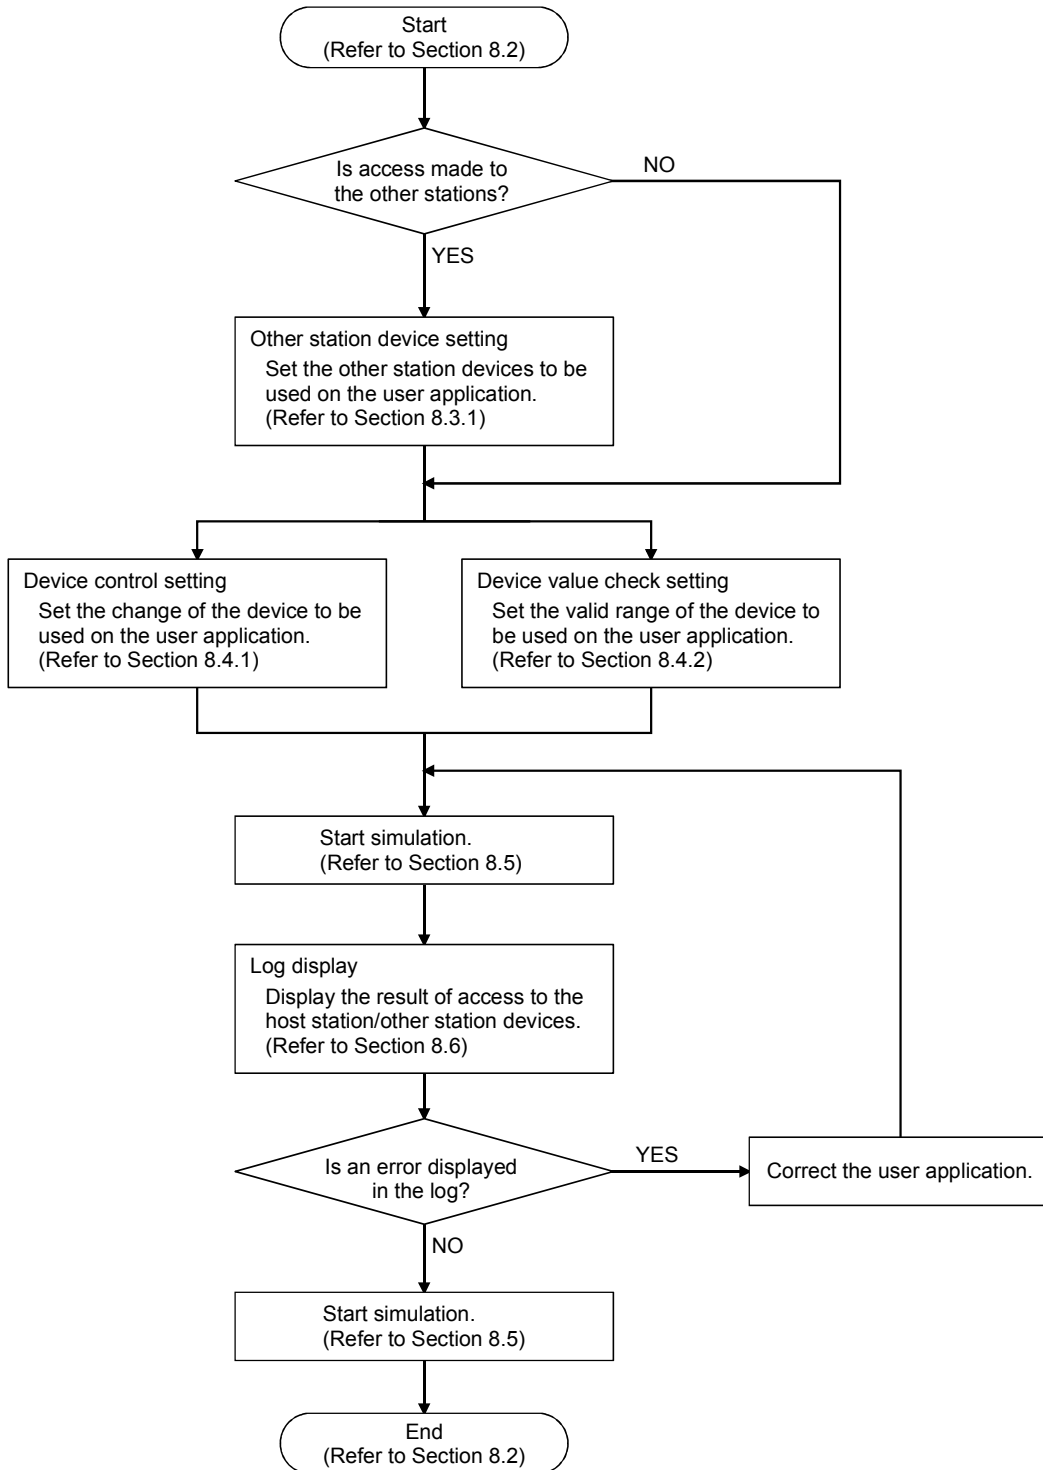 Start
(Refer to Section 8.2)
Is access made to
the other stations?
NO
YES
Other station device setting
Set the other station devices to be
used on the user application.
(Refer to Section 8.3.1)
Device control setting
Set the change of the device to be
used on the user application.
(Refer to Section 8.4.1)
Device value check setting
Set the valid range of the device to
be used on the user application.
(Refer to Section 8.4.2)
Start simulation.
(Refer to Section 8.5)
Log display
Display the result of access to the
host station/other station devices.
(Refer to Section 8.6)
Is an error displayed
in the log?
YES
Correct the user application.
NO
Start simulation.
(Refer to Section 8.5)
End
(Refer to Section 8.2)